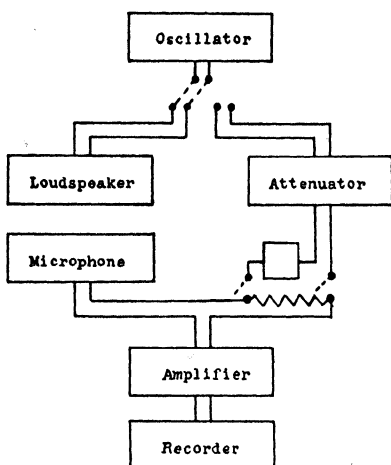 Oscillator
Loudspeaker
Attenuator
Microphone
Amplifier
Recorder